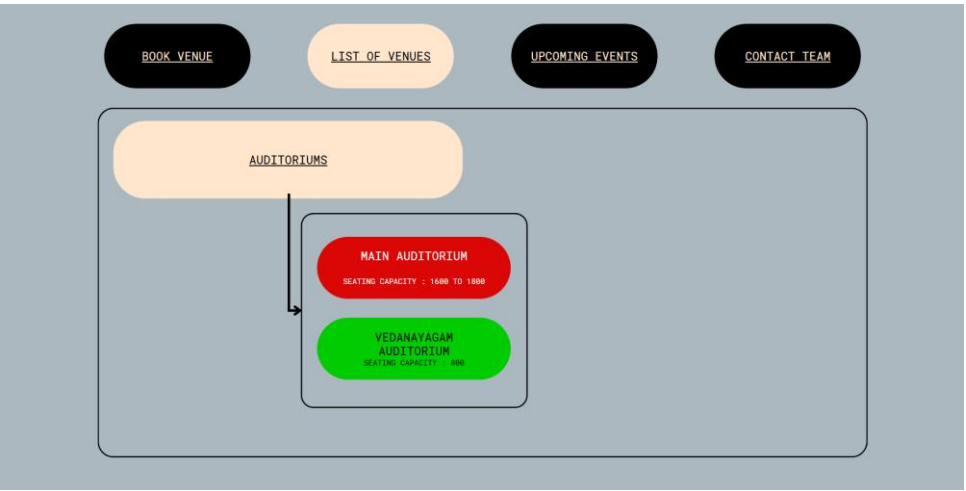 BOOK VENUE
LIST OF VENUES
UPCOMING EVENTS
CONTACT TEAM
AUDITORIUMS
MAIN AUDITORIUM
SEATING CAPACITY : 1600 TO 1800
VEDANAYAGAM
AUDITORIUM
SEATING CAPACITY : 800